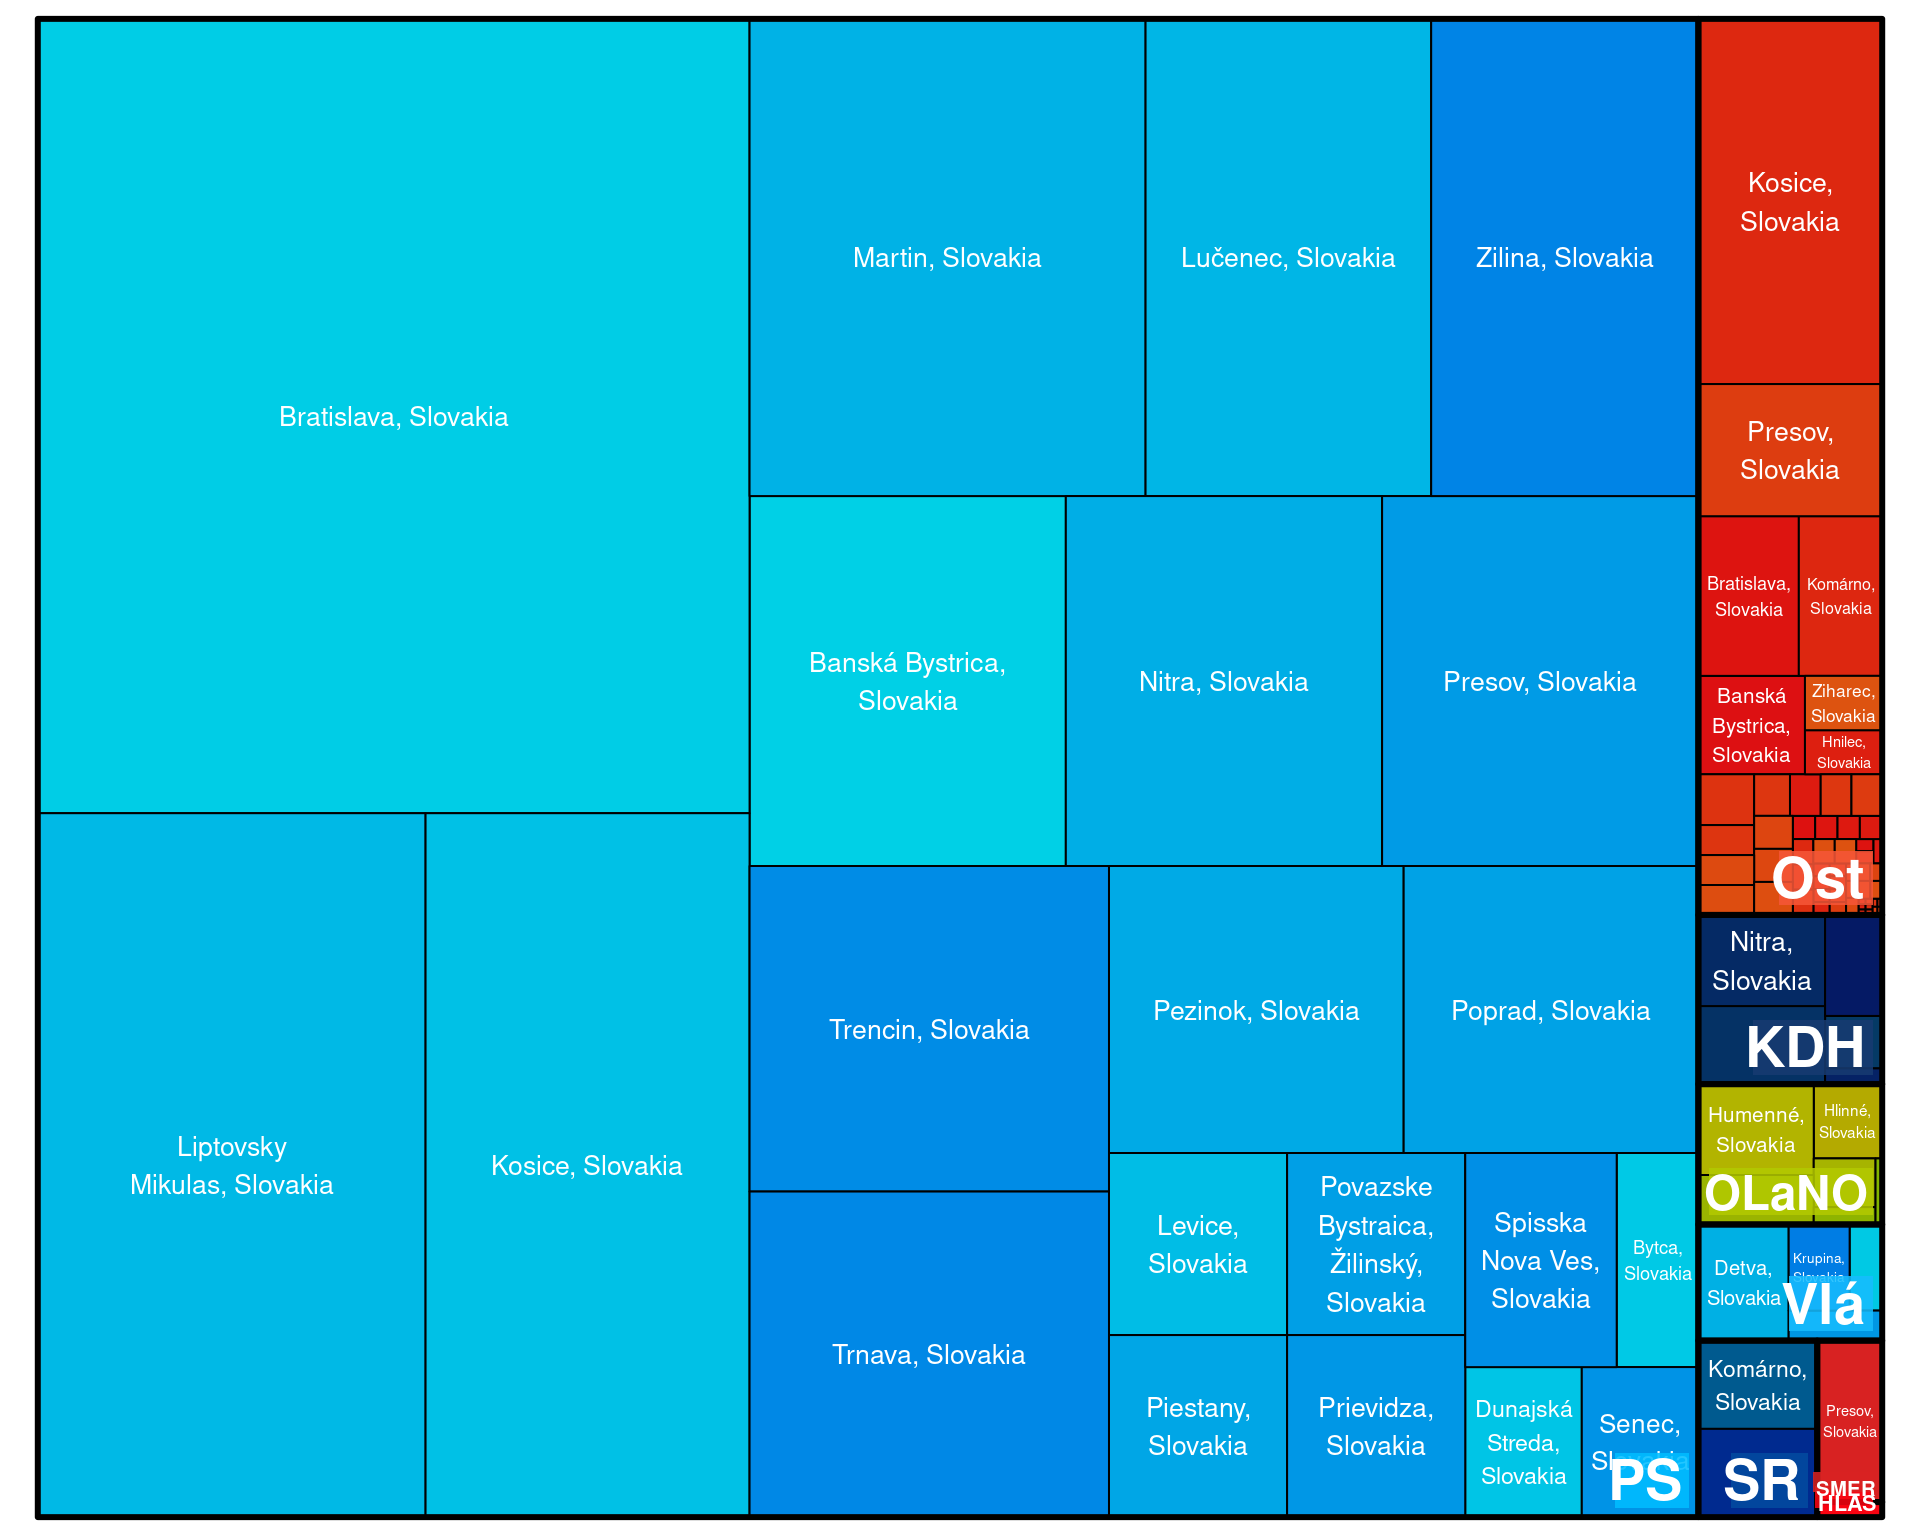 Bratislava, Slovakia
Martin, Slovakia
Lučenec, Slovakia
Zilina, Slovakia
Banská Bystrica,
Slovakia
Nitra, Slovakia
Presov, Slovakia
Liptovsky
Mikulas, Slovakia
Kosice, Slovakia
Trencin, Slovakia
Pezinok, Slovakia
Poprad, Slovakia
Trnava, Slovakia
Levice,
Slovakia
Povazske
Bystraica,
Žilinský,
Slovakia
Spisska
Nova Ves,
Slovakia
Bytca,
Slovakia
Piestany,
Slovakia
Prievidza,
Slovakia
Dunajská
Streda,
Slovakia
Senec,
Slovakia
PS
Kosice,
Slovakia
Presov,
Slovakia
Bratislava,
Slovakia
Komárno,
Slovakia
Banská
Bystrica,
Slovakia
Ziharec,
Slovakia
Hnilec,
Slovakia
Ost
Nitra,
Slovakia
KDH
Humenné,
Slovakia
Hlinné,
Slovakia
OLaNO
Detva,
Slovakia
Krupina,
Slovakia
Vlá
Komárno,
Slovakia
SR
Presov,
Slovakia
SMER
HLAS